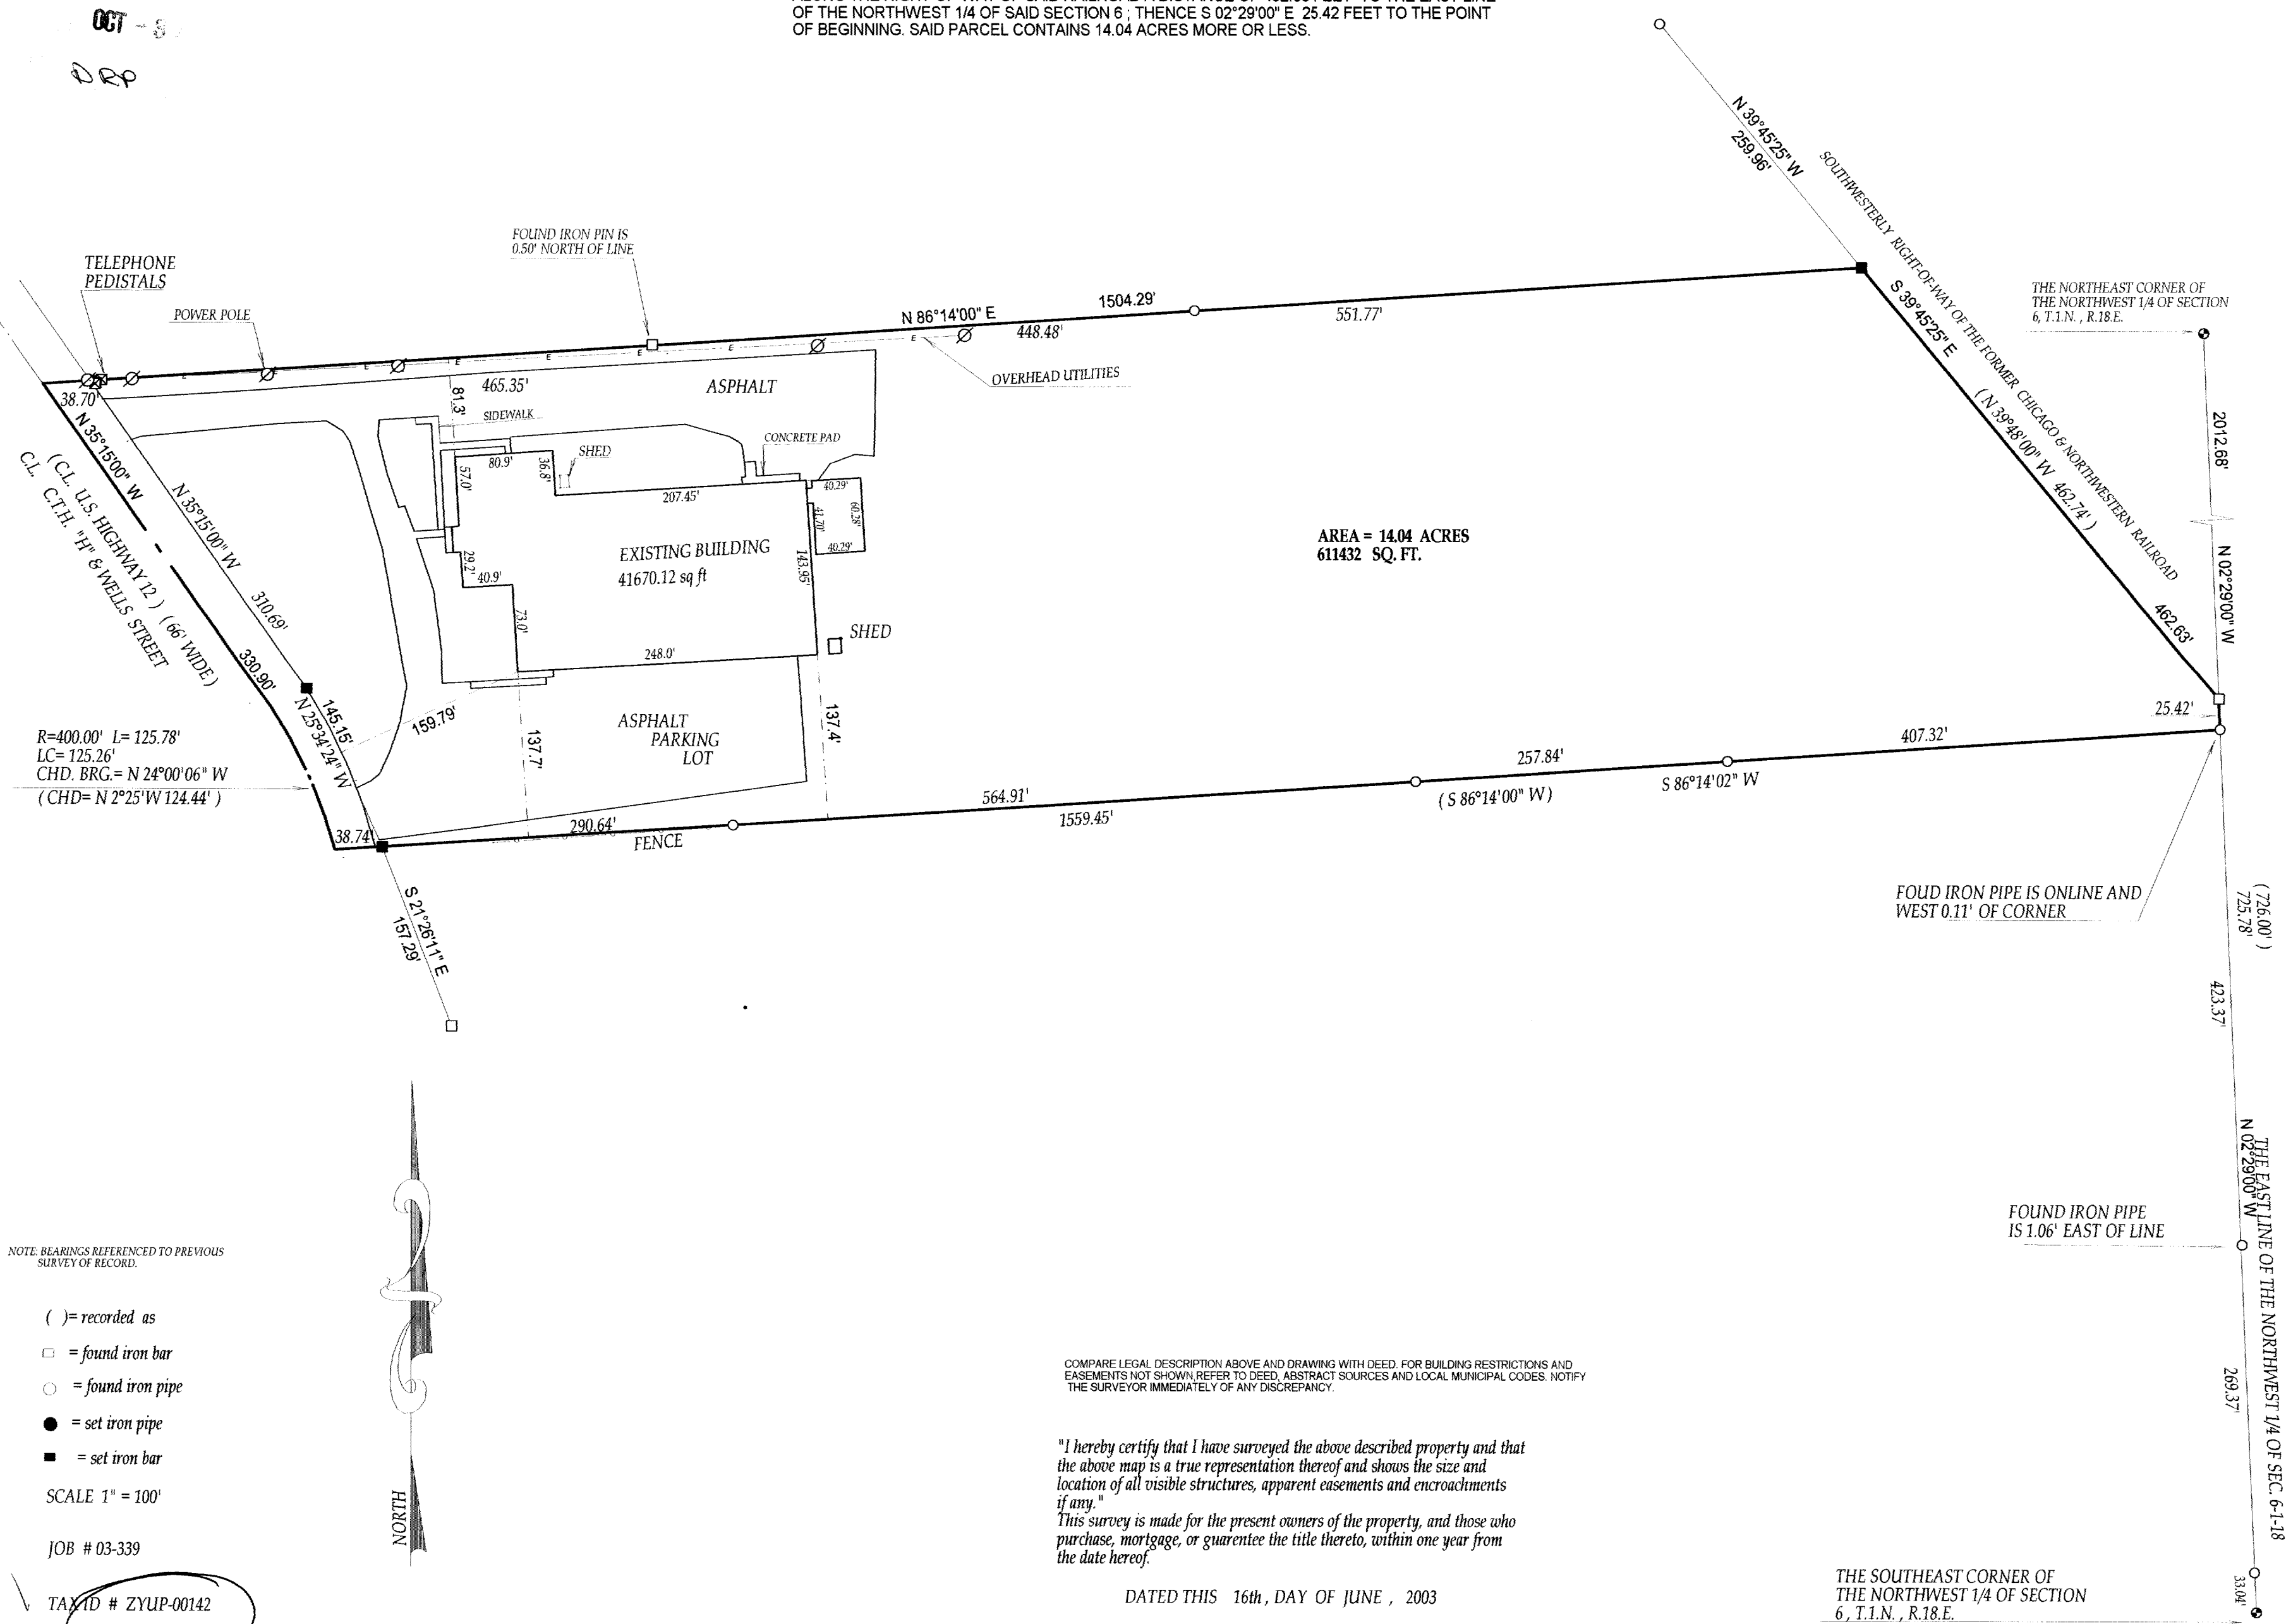 OCT - 8
DRP
OF THE NORTHWEST 1/4 OF SAID SECTION 6 ; THENCE S 02°29'00" E 25.42 FEET TO THE POINT
OF BEGINNING. SAID PARCEL CONTAINS 14.04 ACRES MORE OR LESS.
N 39°45'25" W
259.96'
SOUTHWESTERLY RIGHT-OF-WAY OF THE FORMER CHICAGO & NORTHWESTERN RAILROAD
S 39°45'25" E
( N 39°48'00" W 462.74' )
462.63'
THE NORTHEAST CORNER OF
THE NORTHWEST 1/4 OF SECTION
6, T.1.N. , R.18.E.
2012.68'
N 02°29'00" W
25.42'
FOUND IRON PIN IS
0.50' NORTH OF LINE
TELEPHONE
PEDISTALS
POWER POLE
N 86°14'00" E
1504.29'
448.48'
551.77'
OVERHEAD UTILITIES
E
E
E
E
E
E
E
E
38.70'
465.35'
81.3'
ASPHALT
SIDEWALK
SHED
CONCRETE PAD
80.9'
36.8'
57.0'
207.45'
40.29'
60.28'
41.70'
40.29'
143.95'
EXISTING BUILDING
41670.12 sq ft
29.2'
40.9'
73.0'
248.0'
SHED
AREA = 14.04 ACRES
611432 SQ. FT.
N 35°15'00" W
N 35°15'00" W
310.69'
330.90'
( C.L. U.S. HIGHWAY 12 ) ( 66' WIDE )
C.L. C.T.H. "H" & WELLS STREET
145.15'
N 25°34'24" W
159.79'
137.7'
137.4'
ASPHALT
PARKING
LOT
R=400.00' L= 125.78'
LC= 125.26'
CHD. BRG.= N 24°00'06" W
( CHD= N 2°25'W 124.44' )
38.74'
290.64'
FENCE
564.91'
1559.45'
257.84'
( S 86°14'00" W )
S 86°14'02" W
407.32'
S 21°26'11" E
157.29'
FOUD IRON PIPE IS ONLINE AND
WEST 0.11' OF CORNER
(726.00' )
725.78'
423.37'
N 02°29'00" W
THE EAST LINE OF THE NORTHWEST 1/4 OF SEC. 6-1-18
FOUND IRON PIPE
IS 1.06' EAST OF LINE
269.37'
33.04'
THE SOUTHEAST CORNER OF
THE NORTHWEST 1/4 OF SECTION
6 , T.1.N. , R.18.E.
NORTH
NOTE: BEARINGS REFERENCED TO PREVIOUS
SURVEY OF RECORD.
( )= recorded as
= found iron bar
= found iron pipe
= set iron pipe
= set iron bar
SCALE 1" = 100'
JOB # 03-339
TAX ID # ZYUP-00142
COMPARE LEGAL DESCRIPTION ABOVE AND DRAWING WITH DEED. FOR BUILDING RESTRICTIONS AND
EASEMENTS NOT SHOWN,REFER TO DEED, ABSTRACT SOURCES AND LOCAL MUNICIPAL CODES. NOTIFY
THE SURVEYOR IMMEDIATELY OF ANY DISCREPANCY.
"I hereby certify that I have surveyed the above described property and that
the above map is a true representation thereof and shows the size and
location of all visible structures, apparent easements and encroachments
if any."
This survey is made for the present owners of the property, and those who
purchase, mortgage, or guarentee the title thereto, within one year from
the date hereof.
DATED THIS 16th , DAY OF JUNE , 2003